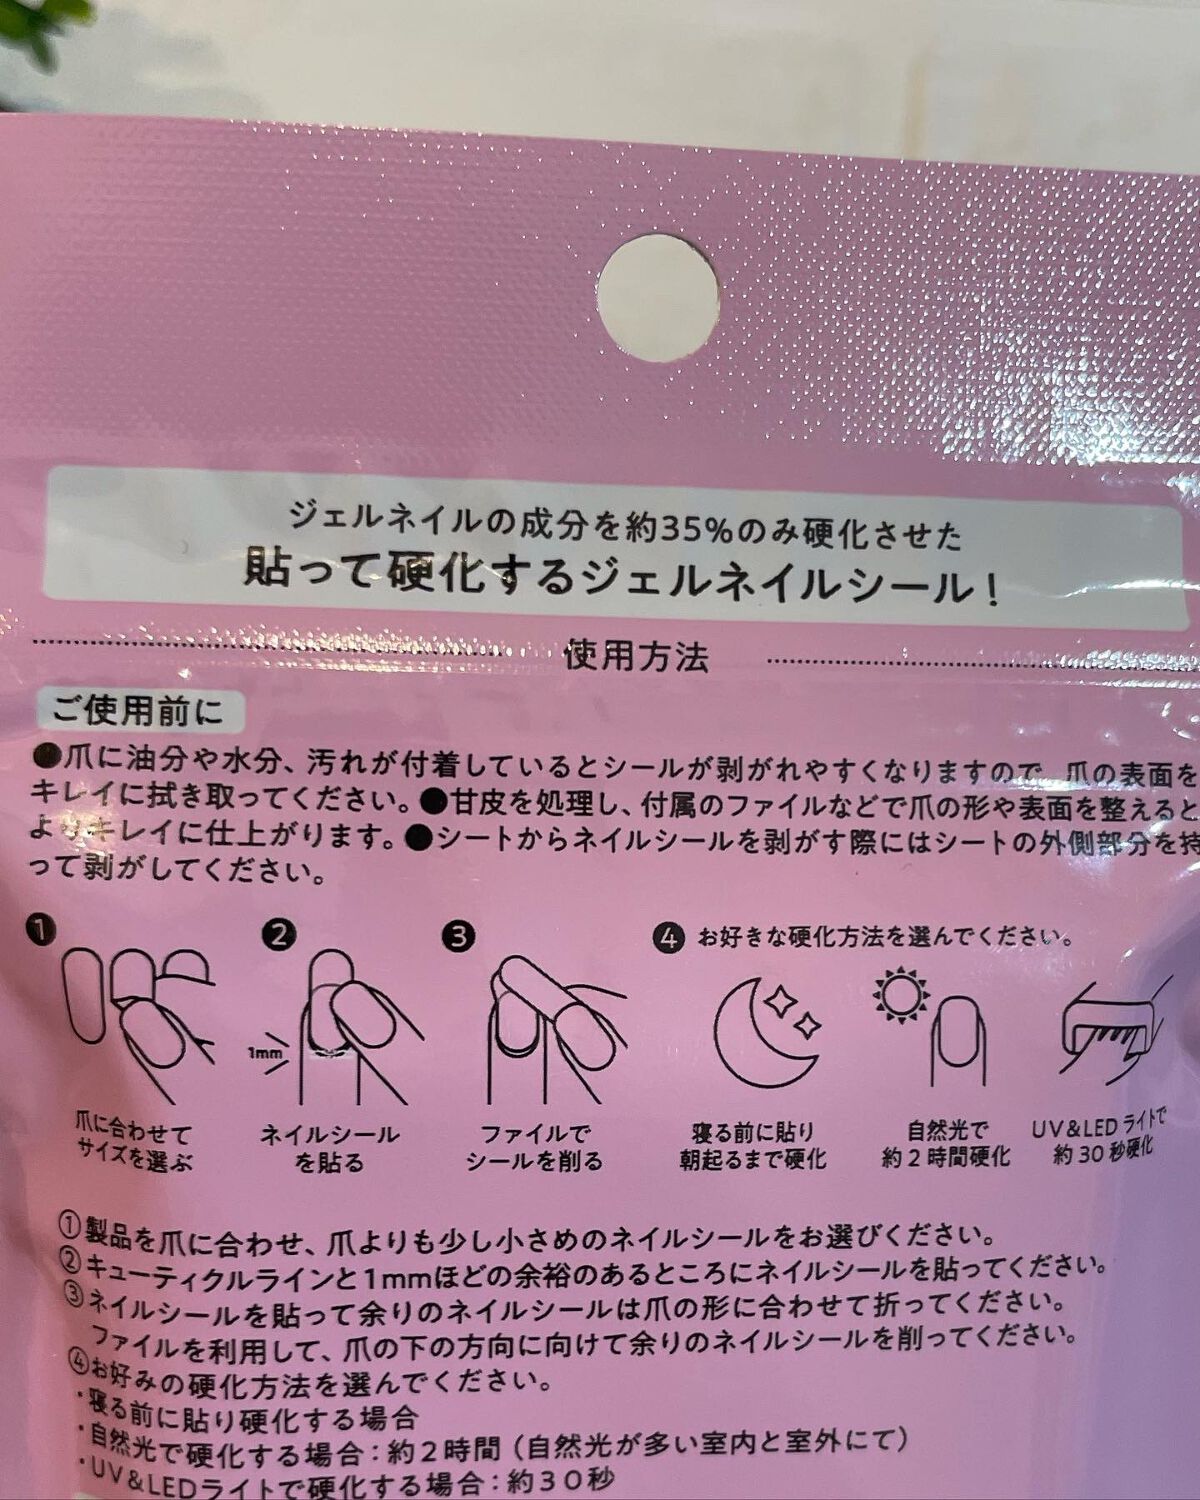 ジェルネイルの成分を約35%のみ硬化させた
貼って硬化するジェルネイルシール!
使用方法
ご使用前に
●爪に油分や水分、汚れが付着しているとシールが剥がれやすくなりますので、爪の表面を
キレイに拭き取ってください。●甘皮を処理し、付属のファイルなどで爪の形や表面を整えると
よりキレイに仕上がります。●シートからネイルシールを剥がす際にはシートの外側部分を持
って剥がしてください。
❶
❷
❸
❹ お好きな硬化方法を選んでください。
1mm
爪に合わせて
サイズを選ぶ
ネイルシール
を貼る
ファイルで
シールを削る
寝る前に貼り
朝起るまで硬化
自然光で
約2時間硬化
UV&LEDライトで
約30秒硬化
①製品を爪に合わせ、爪よりも少し小さめのネイルシールをお選びください。
②キューティクルラインと1mmほどの余裕のあるところにネイルシールを貼ってください。
③ネイルシールを貼って余りのネイルシールは爪の形に合わせて折ってください。
ファイルを利用して、爪の下の方向に向けて余りのネイルシールを削ってください。
④お好みの硬化方法を選んでください。
・寝る前に貼り硬化する場合
・自然光で硬化する場合:約2時間(自然光が多い室内と室外にて)
・UV&LEDライトで硬化する場合:約30秒